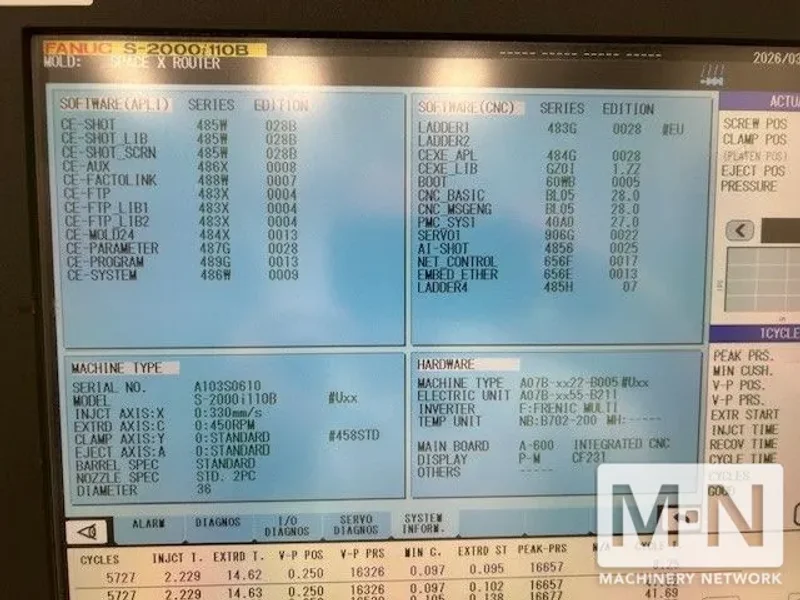 FANUC S-2000i110B
MOLD: SPACE X ROUTER
2026/03
SOFTWARE(APLI) SERIES EDITION
CE-SHOT 485W 028B
CE-SHOT_LIB 485W 028B
CE-SHOT_SCRN 485W 028B
CE-AUX 486X 0008
CE-FACTOLINK 488W 0007
CE-FTP 483X 0004
CE-FTP_LIB1 483X 0004
CE-FTP_LIB2 483X 0004
CE-MOLD24 484X 0013
CE-PARAMETER 487G 0028
CE-PROGRAM 489G 0013
CE-SYSTEM 486W 0009
SOFTWARE(CNC) SERIES EDITION
LADDER1 483G 0028 #EU
LADDER2
CEXE_APL 484G 0028
CEXE_LIB GZ01 1.ZZ
BOOT 60WB 0005
CNC_BASIC BL05 28.0
CNC_MSGENG BL05 28.0
PMC_SYS1 40A0 27.0
SERVO1 906G 0022
AI-SHOT 4856 0025
NET_CONTROL 656F 0017
EMBED_ETHER 656E 0013
LADDER4 485H 07
MACHINE TYPE
SERIAL NO. A103S0610
MODEL S-2000i110B #Uxx
INJCT AXIS:X 0:330mm/s
EXTRD AXIS:C 0:450RPM
CLAMP AXIS:Y 0:STANDARD #458STD
EJECT AXIS:A 0:STANDARD
BARREL SPEC STANDARD
NOZZLE SPEC STD. 2PC
DIAMETER 36
HARDWARE
MACHINE TYPE A07B-xx22-B005#Uxx
ELECTRIC UNIT A07B-xx55-B211
INVERTER F:FRENIC MULTI
TEMP UNIT NB:B702-200 MH:-----
MAIN BOARD A-600 INTEGRATED CNC
DISPLAY P-M CF231
OTHERS -----
ACTUA
SCREW POS
CLAMP POS
(PLATEN POS)
EJECT POS
PRESSURE
1CYCLE
PEAK PRS.
MIN CUSH.
V-P POS.
V-P PRS.
EXTR START
INJCT TIME
RECOV TIME
CYCLE TIME
CYCLES
GOOD
ALARM DIAGNOS I/O DIAGNOS SERVO DIAGNOS SYSTEM INFORM.
CYCLES INJCT T. EXTRD T. V-P POS V-P PRS MIN C. EXTRD ST PEAK-PRS
5727 2.229 14.62 0.250 16326 0.097 0.095 16657
5727 2.229 14.63 0.250 16326 0.097 0.102 16677 41.69
M-N
MACHINERY NETWORK